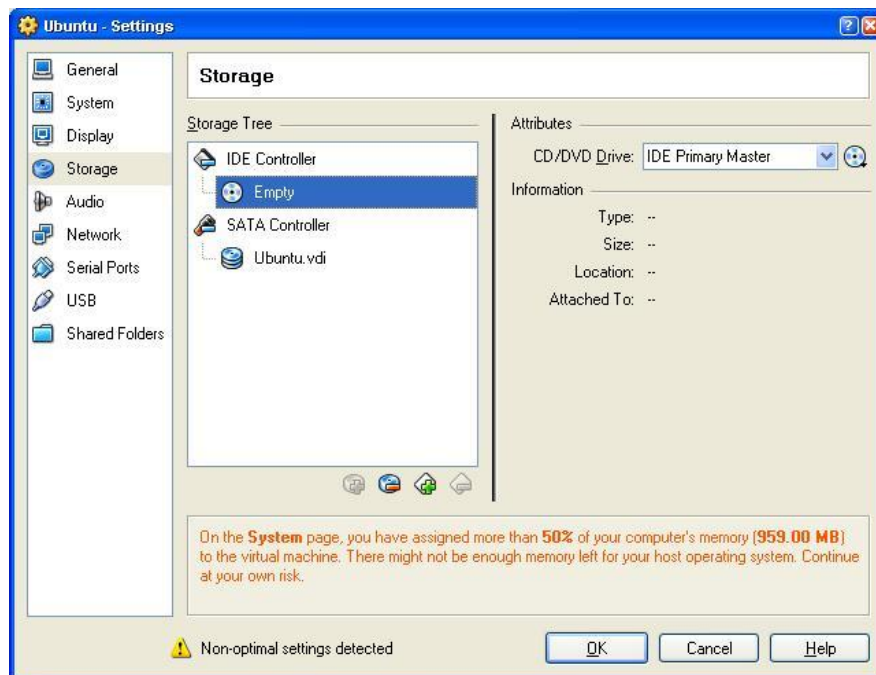 Ubuntu - Settings
General
System
Display
Storage
Audio
Network
Serial Ports
USB
Shared Folders
Storage
Storage Tree
IDE Controller
Empty
SATA Controller
Ubuntu.vdi
Attributes
CD/DVD Drive: IDE Primary Master
Information
Type: --
Size: --
Location: --
Attached To: --
On the System page, you have assigned more than 50% of your computer's memory (959.00 MB)
to the virtual machine. There might not be enough memory left for your host operating system. Continue
at your own risk.
Non-optimal settings detected
OK
Cancel
Help